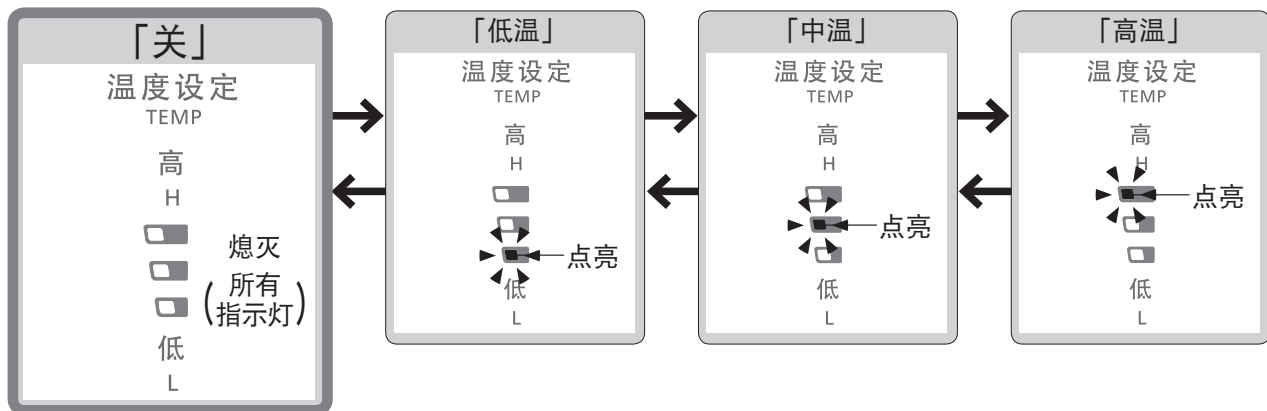 「关」
温度设定
TEMP
高
H
熄灭
(所有
指示灯)
低
L
「低温」
温度设定
TEMP
高
H
点亮
低
L
「中温」
温度设定
TEMP
高
H
点亮
低
L
「高温」
温度设定
TEMP
高
H
点亮
低
L